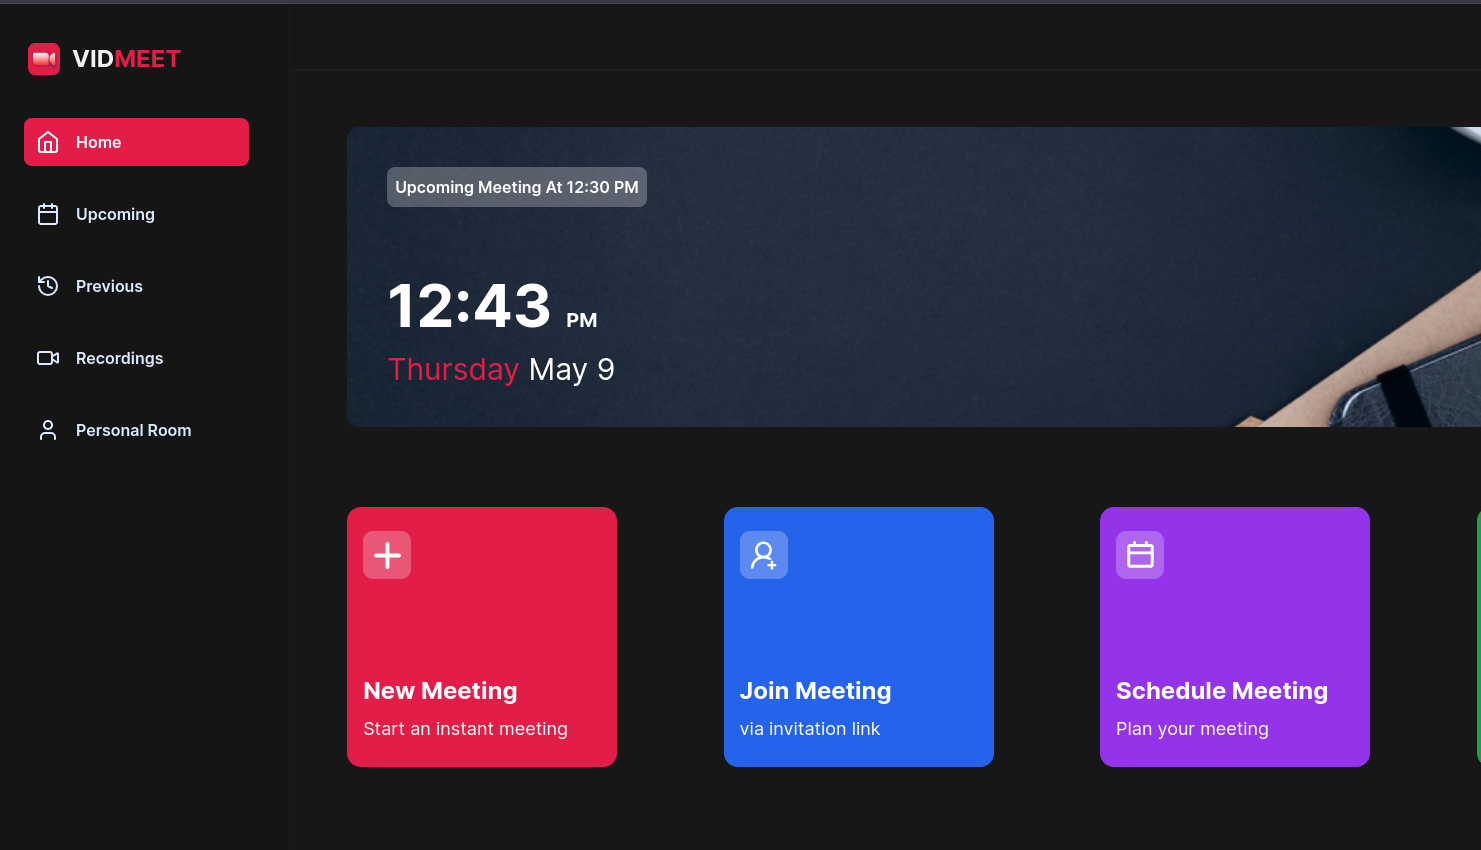 VIDMEET
Home
Upcoming
Previous
Recordings
Personal Room
Upcoming Meeting At 12:30 PM
12:43 PM
Thursday May 9
New Meeting
Start an instant meeting
Join Meeting
via invitation link
Schedule Meeting
Plan your meeting